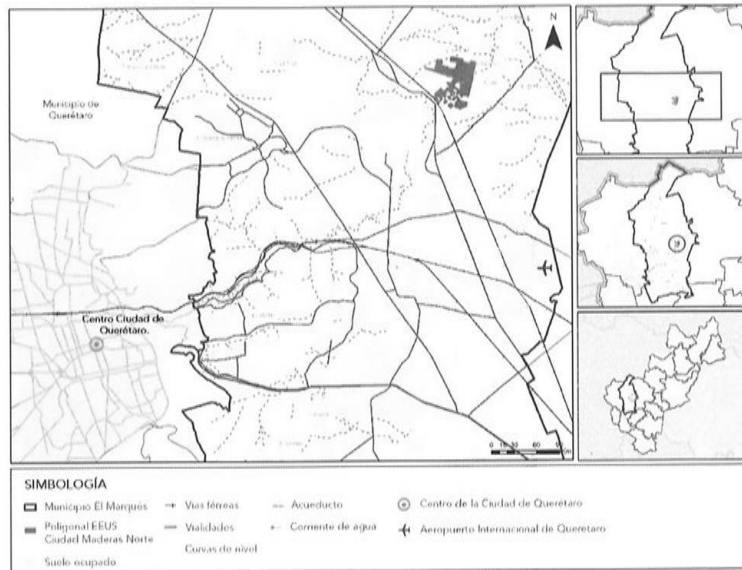 N
Municipio de
Querétaro
Centro Ciudad de
Querétaro.
SIMBOLOGÍA
Municipio El Marqués
Vías férreas
Acueducto
Centro de la Ciudad de Querétaro
Poligonal EEUS
Ciudad Maderas Norte
Vialidades
Corriente de agua
Aeropuerto Internacional de Querétaro
Suelo ocupado
Curvas de nivel